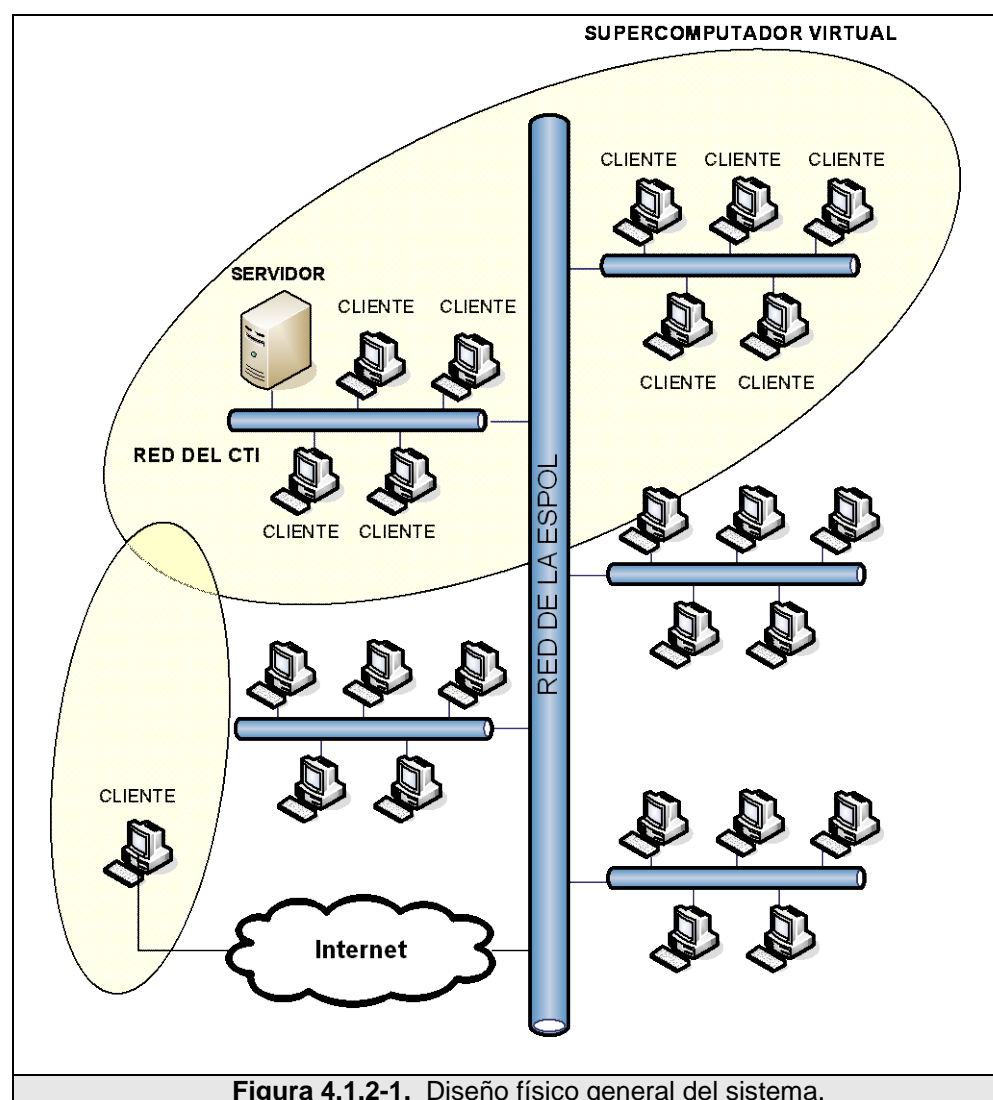 SUPERCOMPUTADOR VIRTUAL
CLIENTE CLIENTE CLIENTE
SERVIDOR
CLIENTE CLIENTE
CLIENTE CLIENTE
RED DEL CTI
CLIENTE CLIENTE
RED DE LA ESPOL
CLIENTE
Internet
Figura 4.1.2-1. Diseño físico general del sistema.